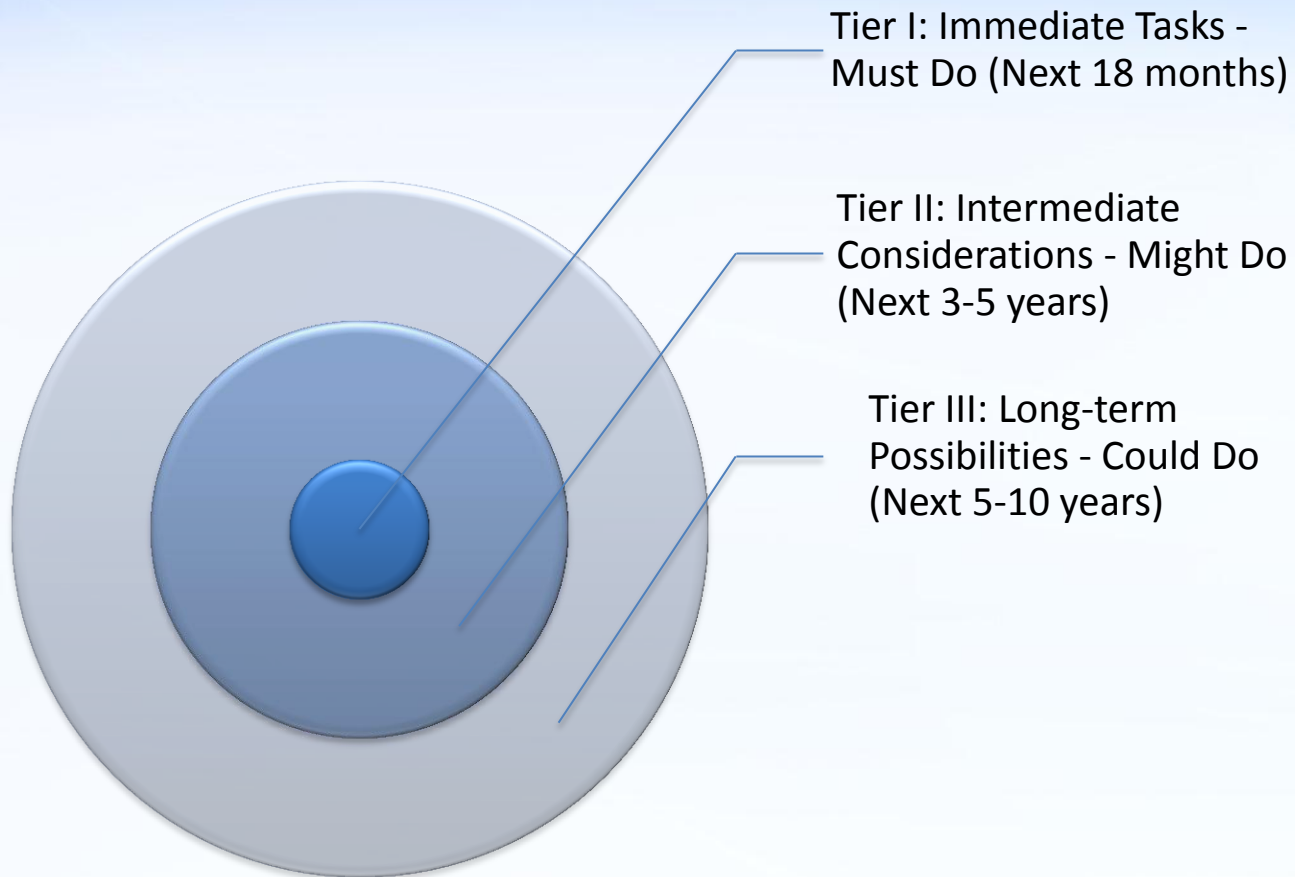 Tier I: Immediate Tasks -
Must Do (Next 18 months)
Tier II: Intermediate
Considerations - Might Do
(Next 3-5 years)
Tier III: Long-term
Possibilities - Could Do
(Next 5-10 years)